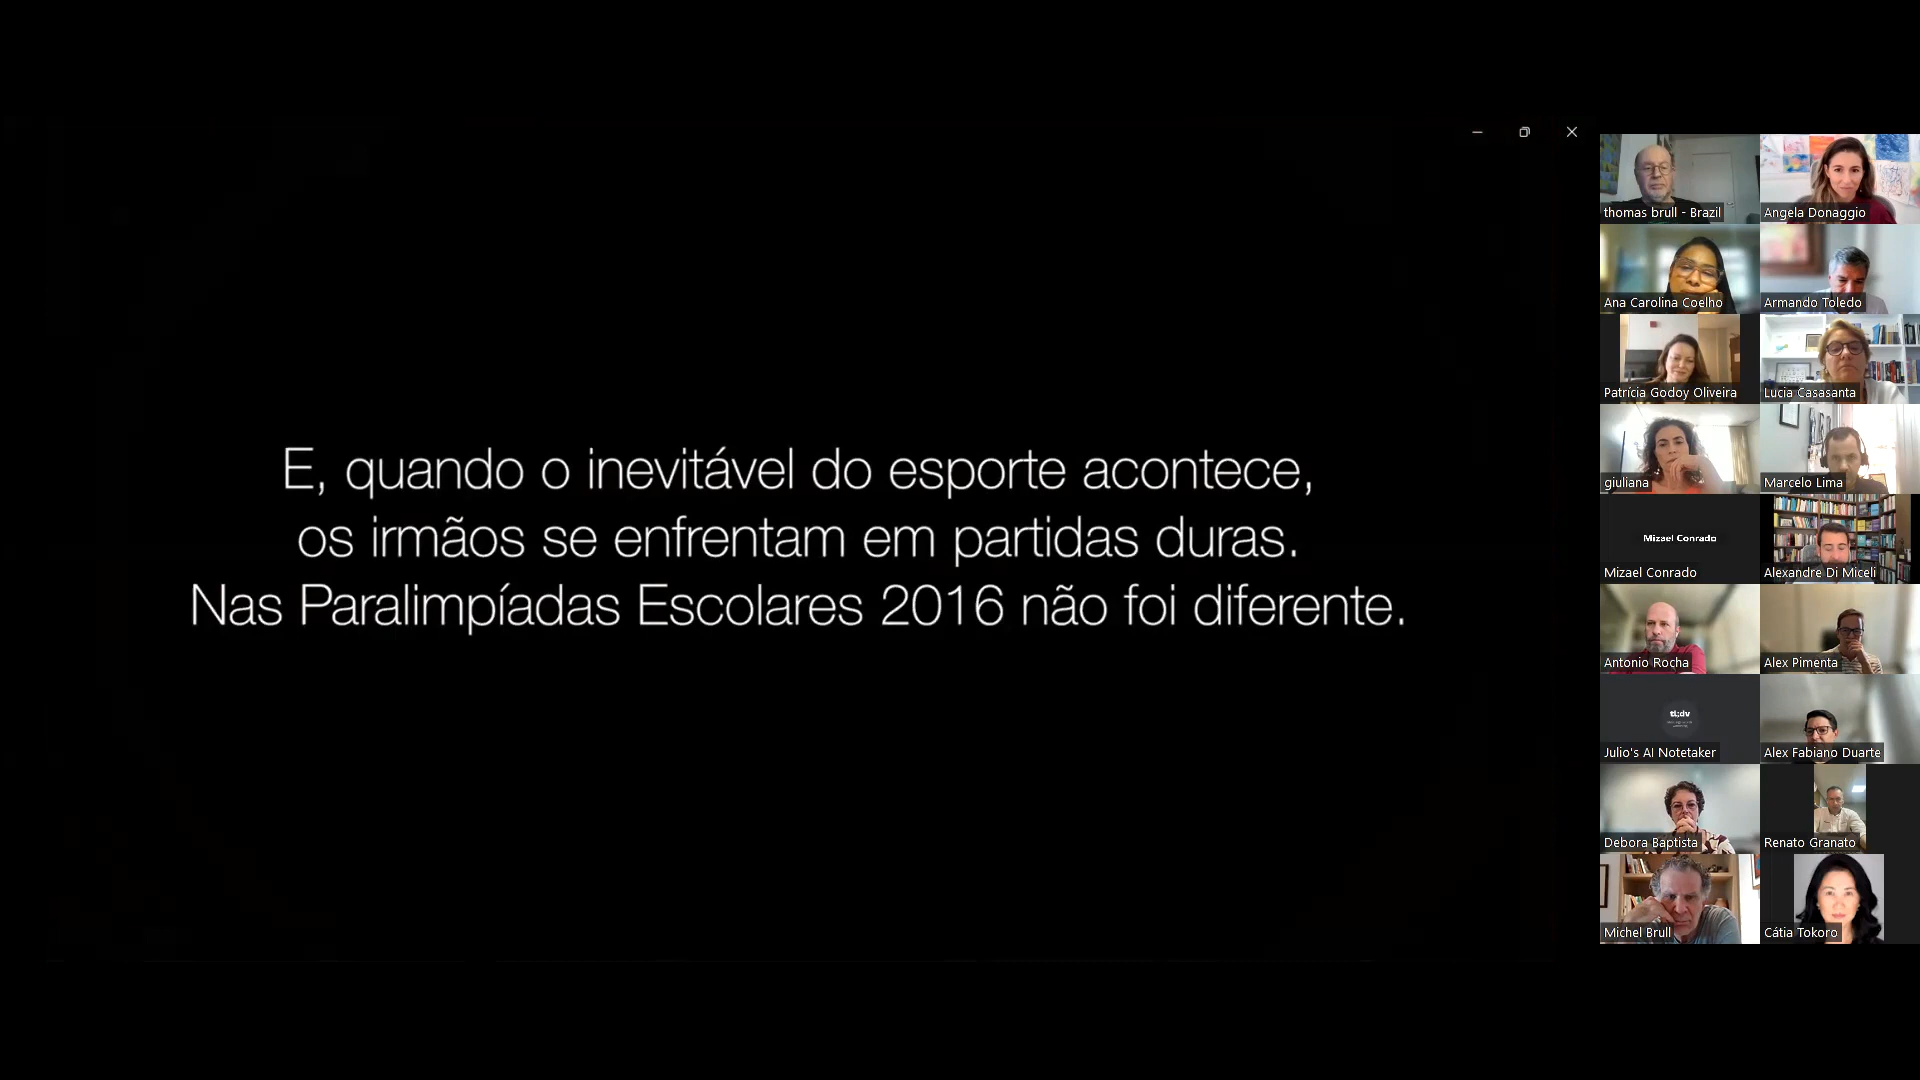 E, quando o inevitável do esporte acontece,
os irmãos se enfrentam em partidas duras.
Nas Paralimpíadas Escolares 2016 não foi diferente.
thomas brull - Brazil
Angela Donaggio
Ana Carolina Coelho
Armando Toledo
Patrícia Godoy Oliveira
Lucia Casasanta
giuliana
Marcelo Lima
Mizael Conrado
Mizael Conrado
Alexandre Di Miceli
Antonio Rocha
Alex Pimenta
tl;dv
Julio's AI Notetaker
Alex Fabiano Duarte
Debora Baptista
Renato Granato
Michel Brull
Cátia Tokoro